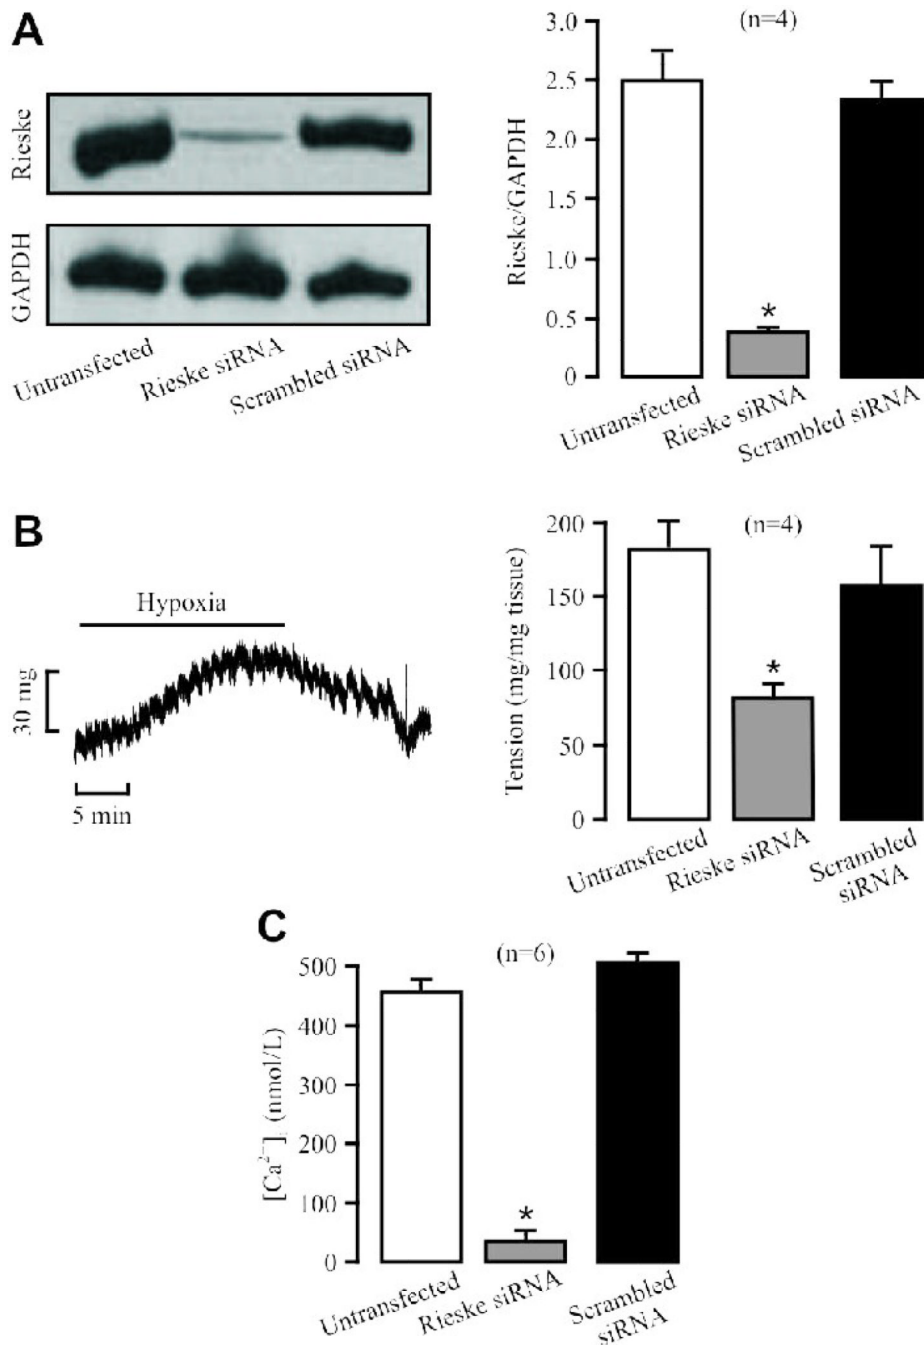 A
Rieske
GAPDH
Untransfected
Rieske siRNA
Scrambled siRNA
(n=4)
Rieske/GAPDH
3.0
2.5
2.0
1.5
1.0
0.5
0
*
Untransfected
Rieske siRNA
Scrambled siRNA
B
Hypoxia
30 mg
5 min
(n=4)
Tension (mg/mg tissue)
200
150
100
50
0
*
Untransfected
Rieske siRNA
Scrambled
siRNA
C
(n=6)
[Ca²⁺]i (nmol/L)
500
400
300
200
100
0
*
Untransfected
Rieske siRNA
Scrambled
siRNA